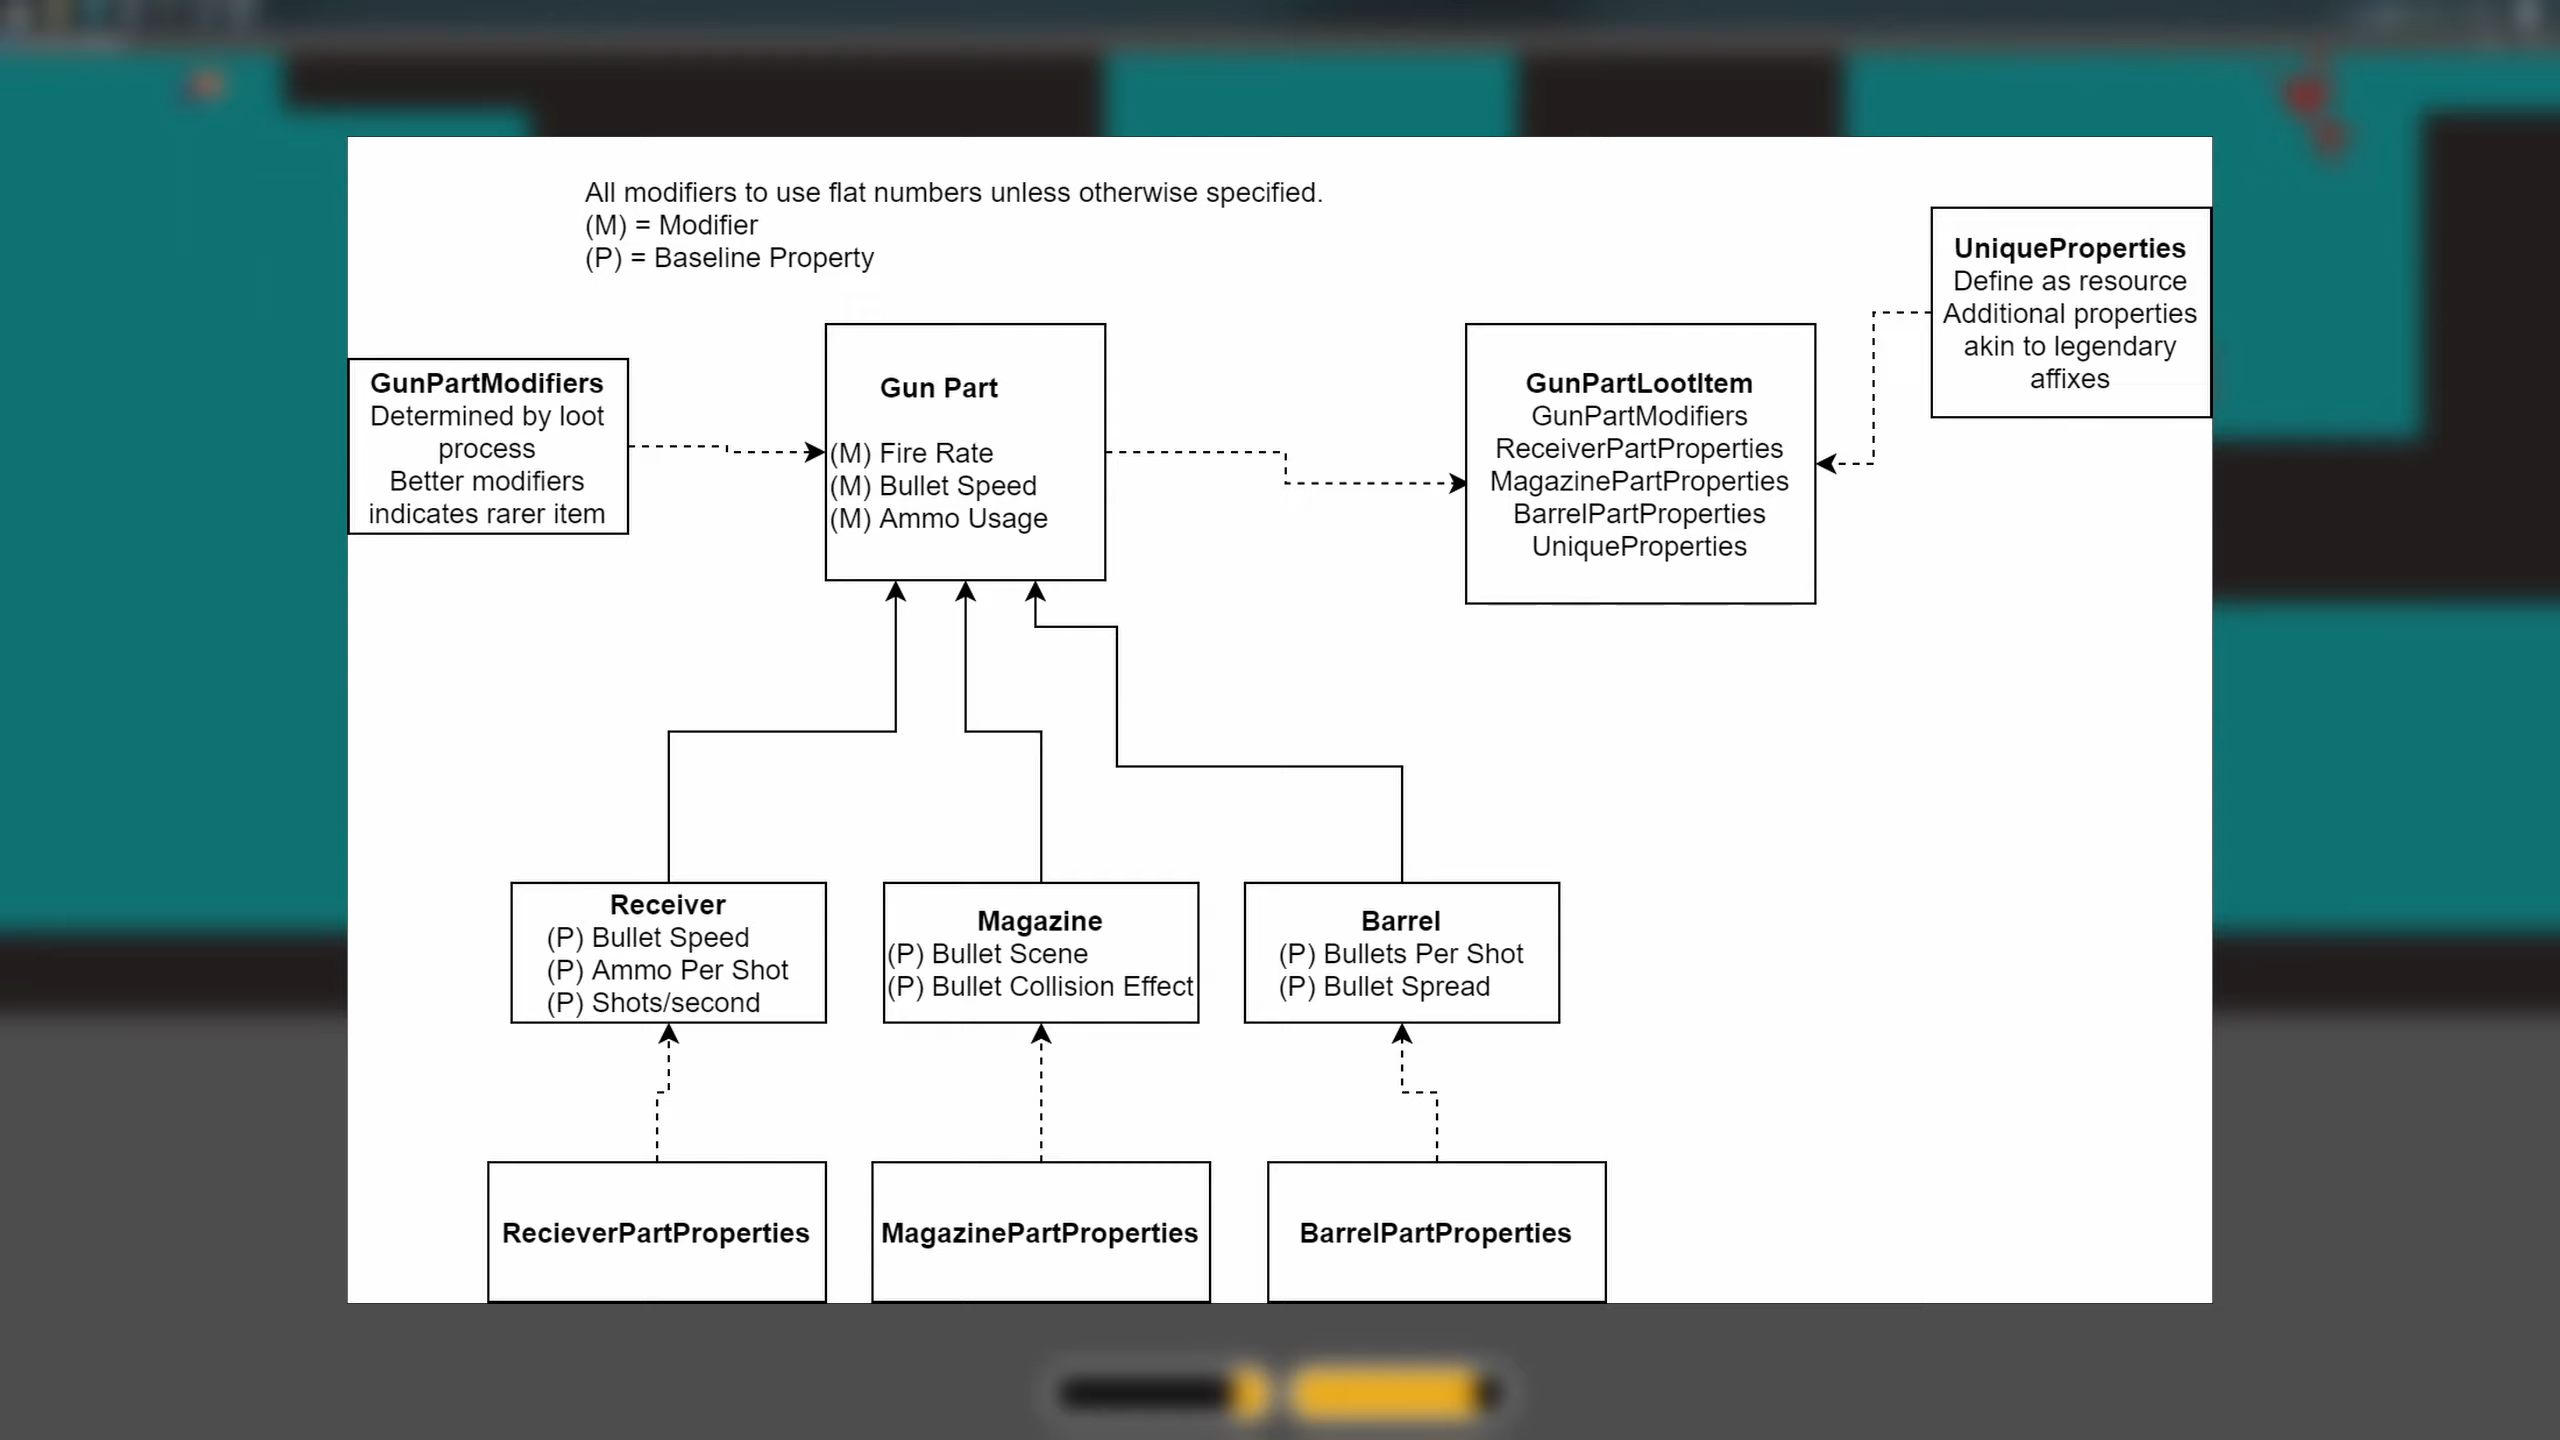 All modifiers to use flat numbers unless otherwise specified.
(M) = Modifier
(P) = Baseline Property
UniqueProperties
Define as resource
Additional properties
akin to legendary
affixes
GunPartModifiers
Determined by loot
process
Better modifiers
indicates rarer item
Gun Part
(M) Fire Rate
(M) Bullet Speed
(M) Ammo Usage
GunPartLootItem
GunPartModifiers
ReceiverPartProperties
MagazinePartProperties
BarrelPartProperties
UniqueProperties
Receiver
(P) Bullet Speed
(P) Ammo Per Shot
(P) Shots/second
Magazine
(P) Bullet Scene
(P) Bullet Collision Effect
Barrel
(P) Bullets Per Shot
(P) Bullet Spread
RecieverPartProperties
MagazinePartProperties
BarrelPartProperties